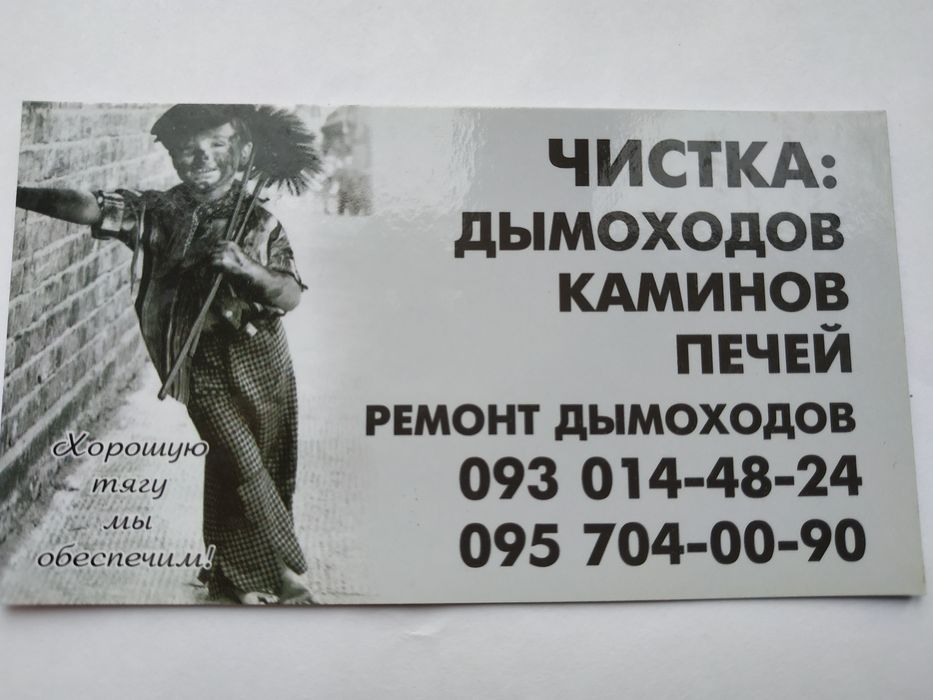 ЧИСТКА:
ДЫМОХОДОВ
КАМИНОВ
ПЕЧЕЙ
РЕМОНТ ДЫМОХОДОВ
093 014-48-24
095 704-00-90
Хорошую
тягу
мы
обеспечим!